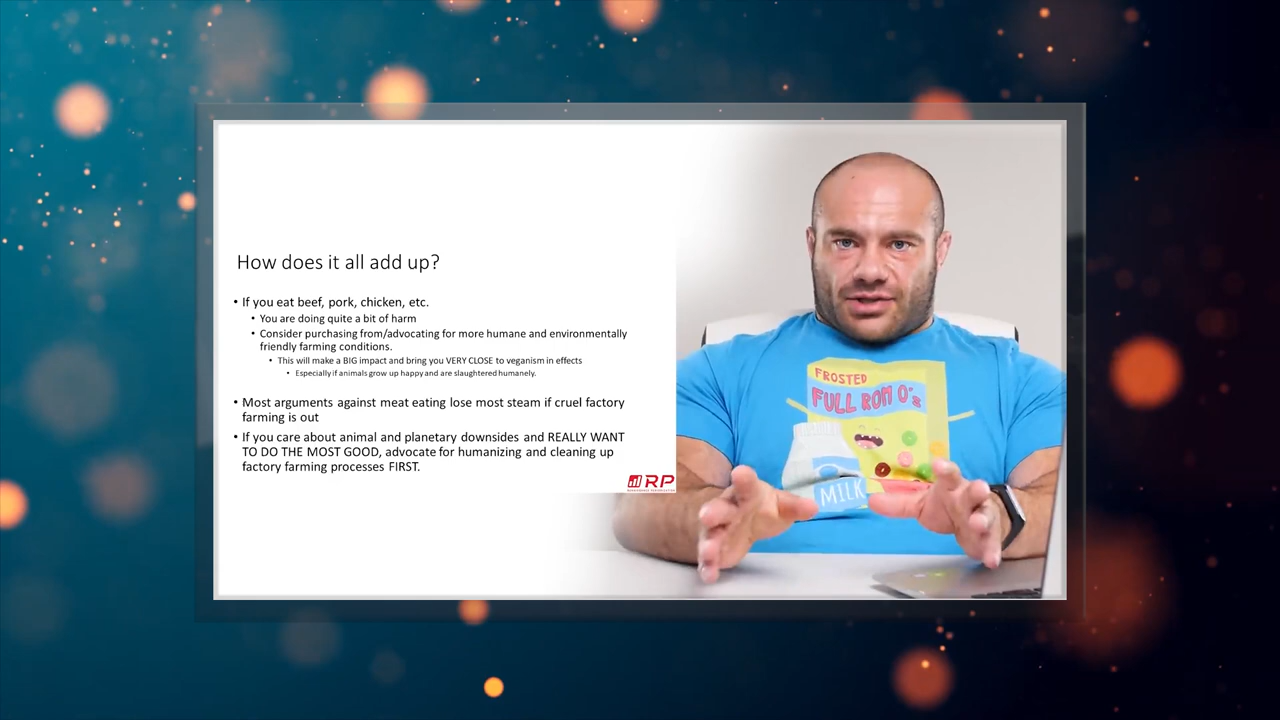 How does it all add up?
• If you eat beef, pork, chicken, etc.
• You are doing quite a bit of harm
• Consider purchasing from/advocating for more humane and environmentally
friendly farming conditions.
• This will make a BIG impact and bring you VERY CLOSE to veganism in effects
• Especially if animals grow up happy and are slaughtered humanely.
• Most arguments against meat eating lose most steam if cruel factory
farming is out
• If you care about animal and planetary downsides and REALLY WANT
TO DO THE MOST GOOD, advocate for humanizing and cleaning up
factory farming processes FIRST.
RP
FROSTED
FULL ROM O's
MILK